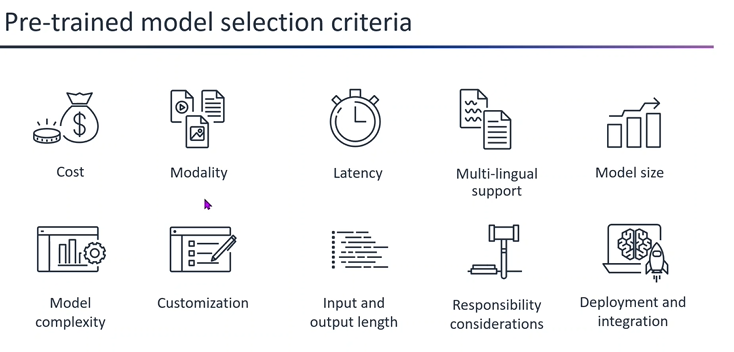 Pre-trained model selection criteria
Cost
Modality
Latency
Multi-lingual
support
Model size
Model
complexity
Customization
Input and
output length
Responsibility
considerations
Deployment and
integration